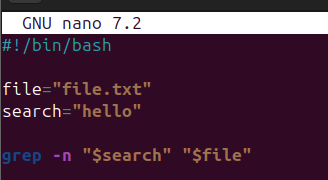 GNU nano 7.2
#!/bin/bash
file="file.txt"
search="hello"
grep -n "$search" "$file"